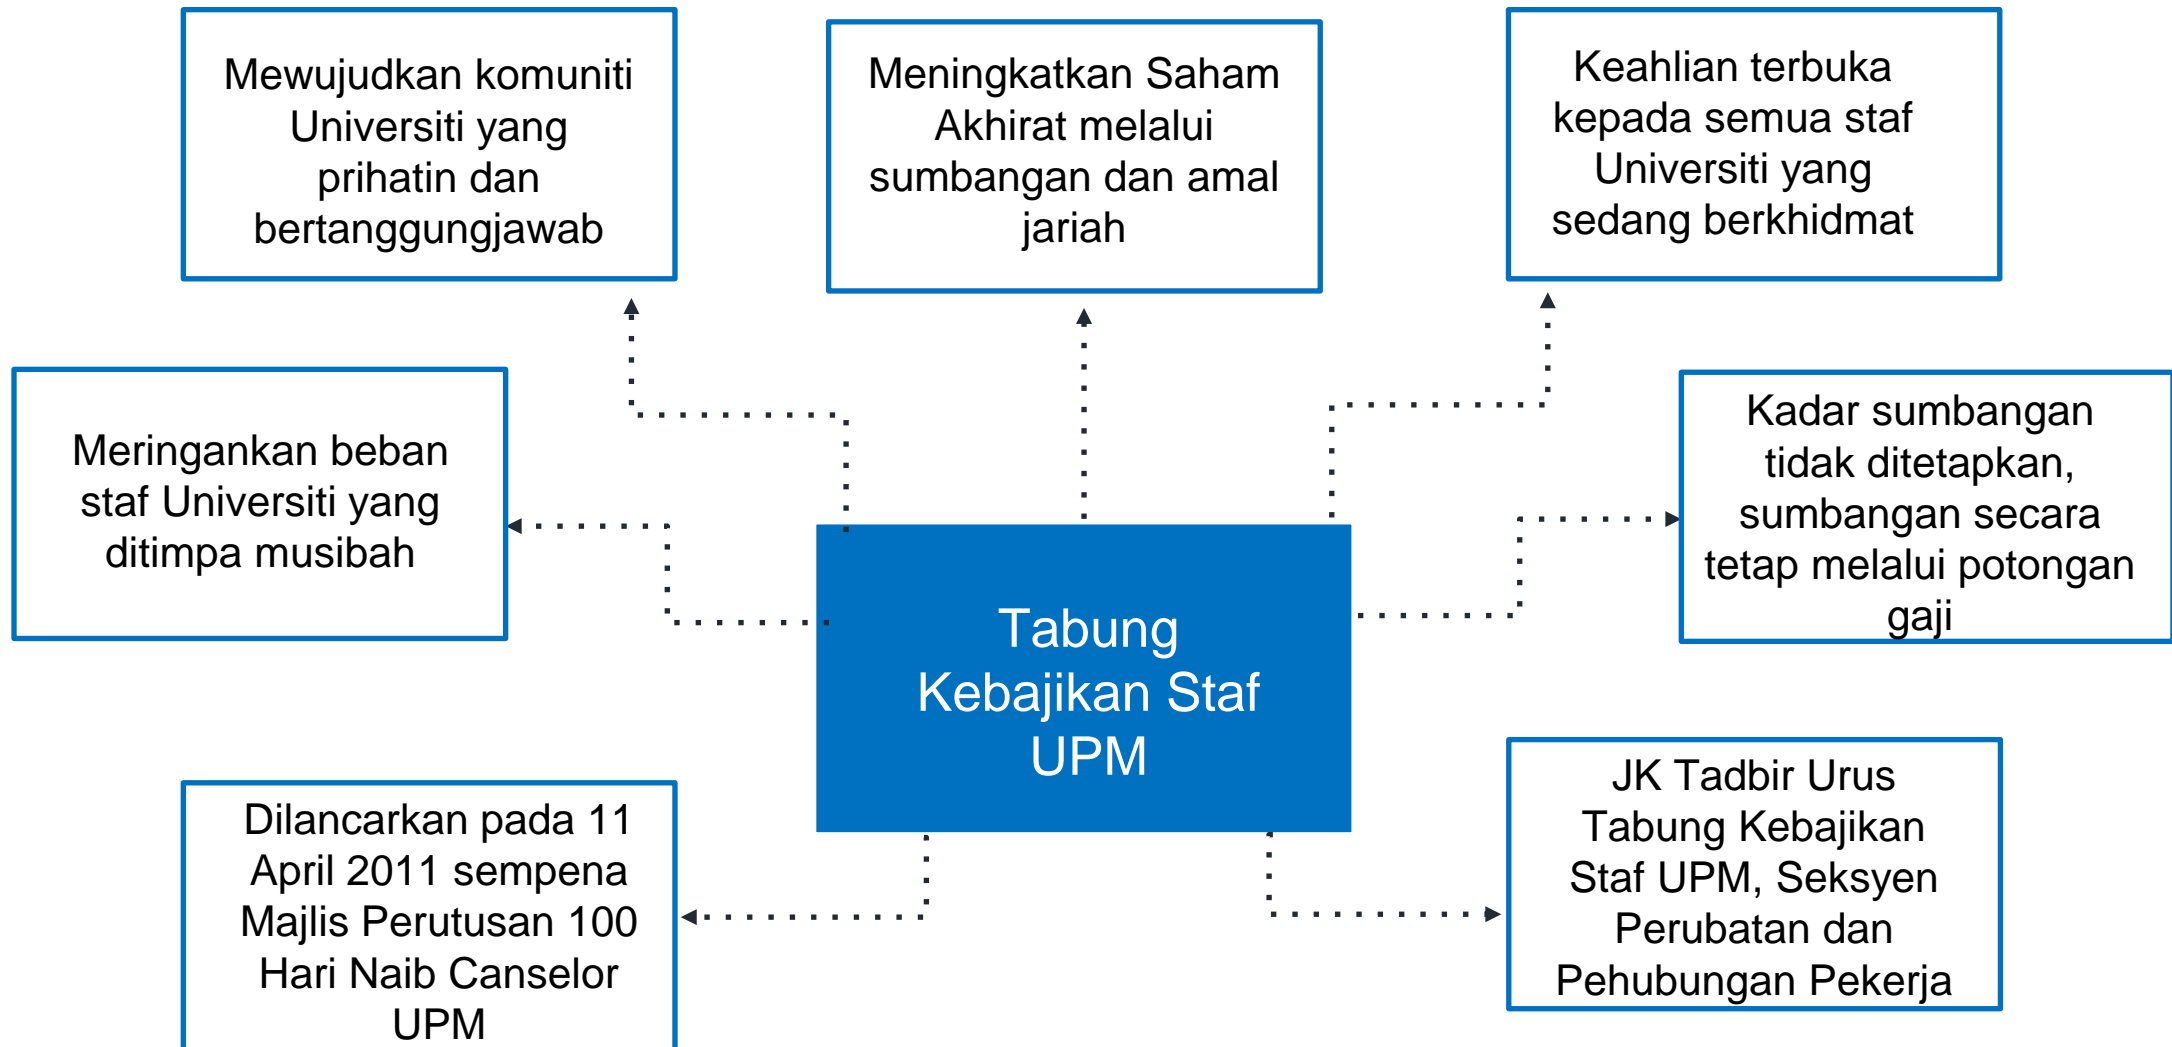 Mewujudkan komuniti
Universiti yang
prihatin dan
bertanggungjawab
Meningkatkan Saham
Akhirat melalui
sumbangan dan amal
jariah
Keahlian terbuka
kepada semua staf
Universiti yang
sedang berkhidmat
Meringankan beban
staf Universiti yang
ditimpa musibah
Kadar sumbangan
tidak ditetapkan,
sumbangan secara
tetap melalui potongan
gaji
Tabung
Kebajikan Staf
UPM
Dilancarkan pada 11
April 2011 sempena
Majlis Perutusan 100
Hari Naib Canselor
UPM
JK Tadbir Urus
Tabung Kebajikan
Staf UPM, Seksyen
Perubatan dan
Pehubungan Pekerja